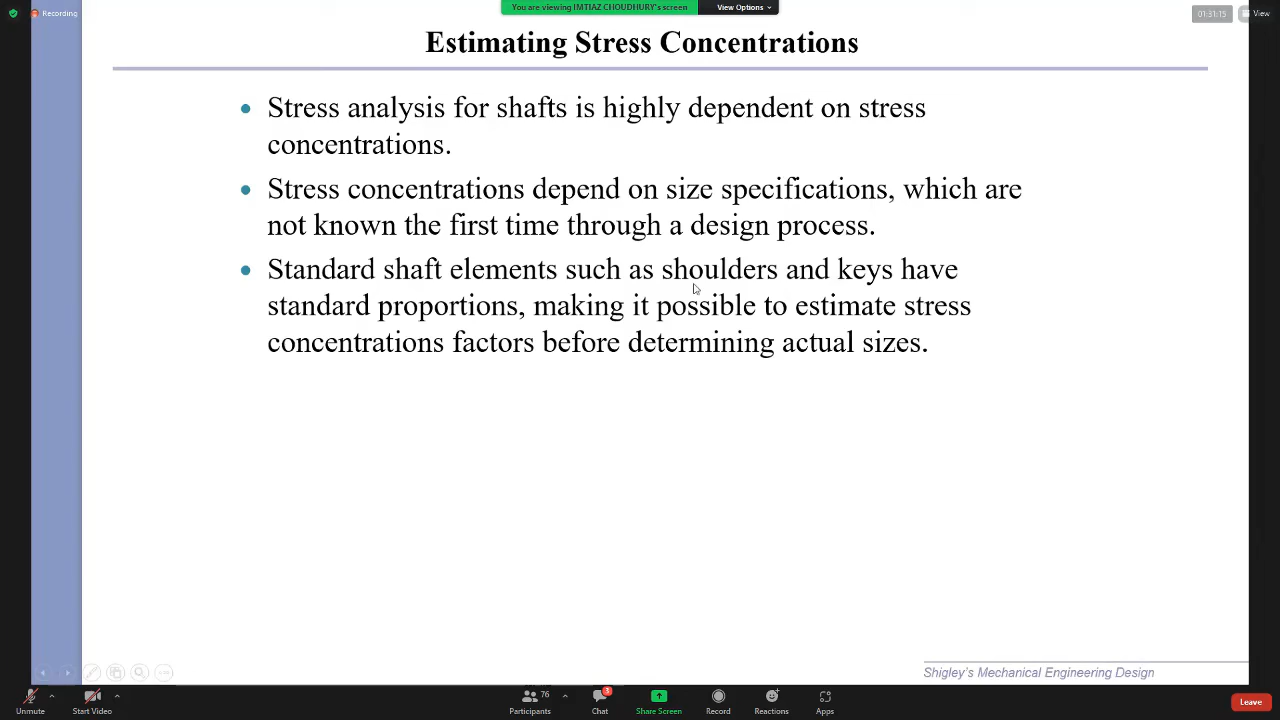 Recording
You are viewing IMTIAZ CHOUDHURY's screen
View Options
01:31:15
View
Estimating Stress Concentrations
• Stress analysis for shafts is highly dependent on stress
concentrations.
• Stress concentrations depend on size specifications, which are
not known the first time through a design process.
• Standard shaft elements such as shoulders and keys have
standard proportions, making it possible to estimate stress
concentrations factors before determining actual sizes.
Shigley's Mechanical Engineering Design
Unmute
Start Video
76
Participants
3
Chat
Share Screen
Record
Reactions
Apps
Leave